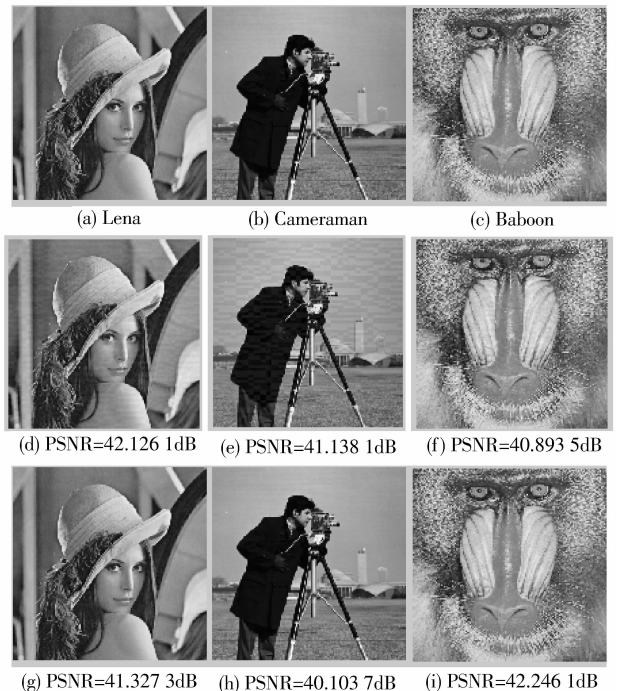 (a) Lena
(b) Cameraman
(c) Baboon
(d) PSNR=42.126 1dB
(e) PSNR=41.138 1dB
(f) PSNR=40.893 5dB
(g) PSNR=41.327 3dB
(h) PSNR=40.103 7dB
(i) PSNR=42.246 1dB